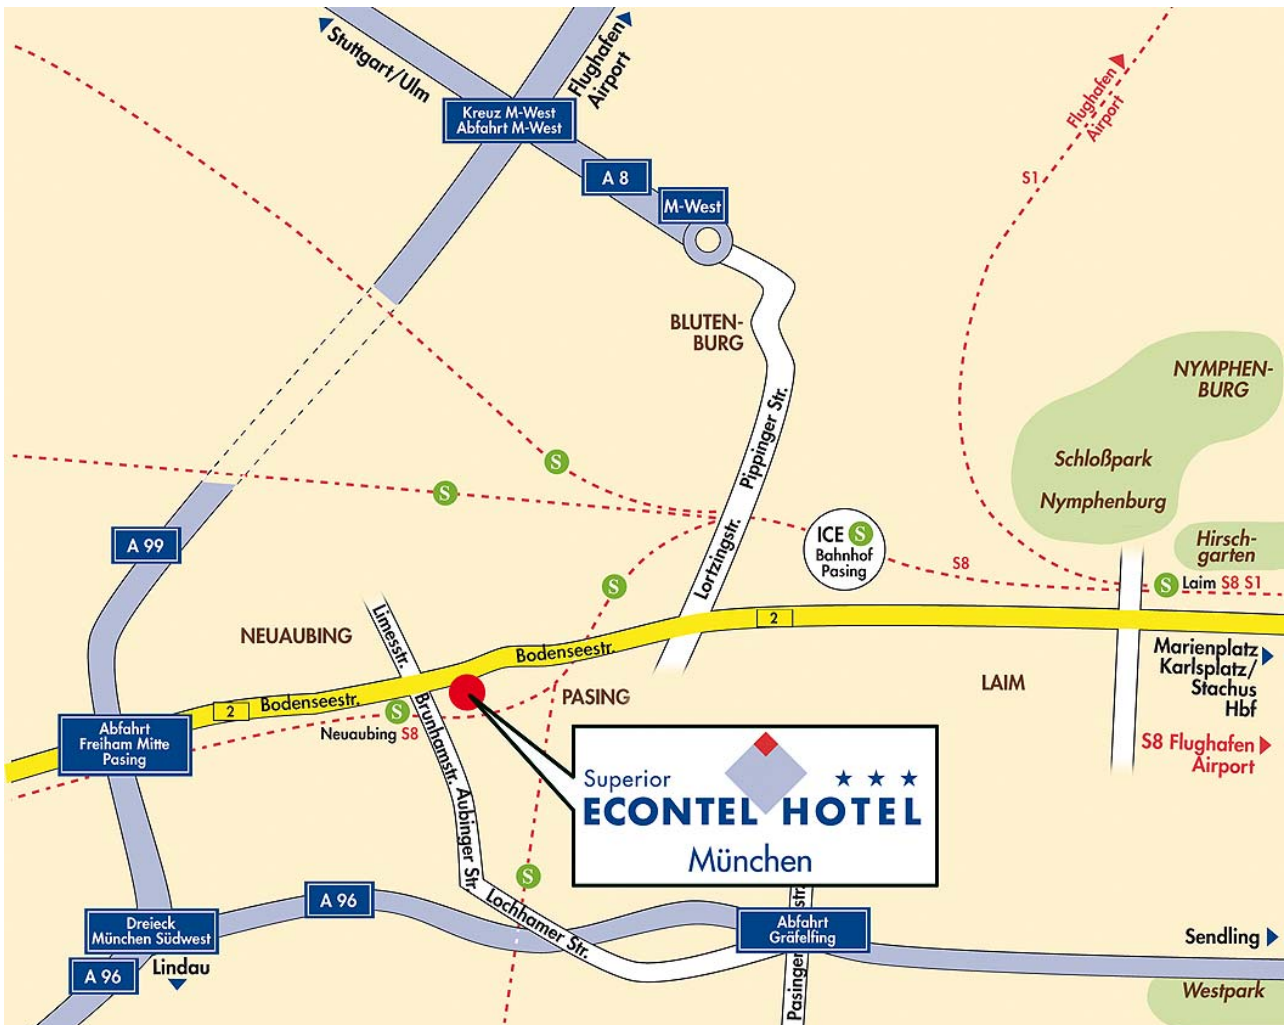 Stuttgart/Ulm
Flughafen
Airport
Kreuz M-West
Abfahrt M-West
A 8
M-West
Flughafen
Airport
S1
BLUTEN-
BURG
NYMPHEN-
BURG
Schloßpark
Nymphenburg
Pippinger Str.
Lortzingstr.
S
S
A 99
ICE S
Bahnhof
Pasing
S8
Hirsch-
garten
S Laim S8 S1
S
Limesstr.
NEUAUBING
2
Bodenseestr.
Bodenseestr.
2
PASING
LAIM
Marienplatz
Karlsplatz/
Stachus
Hbf
S8 Flughafen
Airport
S
Neuaubing S8
Abfahrt
Freiham Mitte
Pasing
Brunhamstr.
Aubinger Str.
Superior
ECONTEL HOTEL
München
S
Lochhamer Str.
A 96
Dreieck
München Südwest
A 96
Lindau
Abfahrt
Gräfelfing
str.
Pasinger
Sendling
Westpark